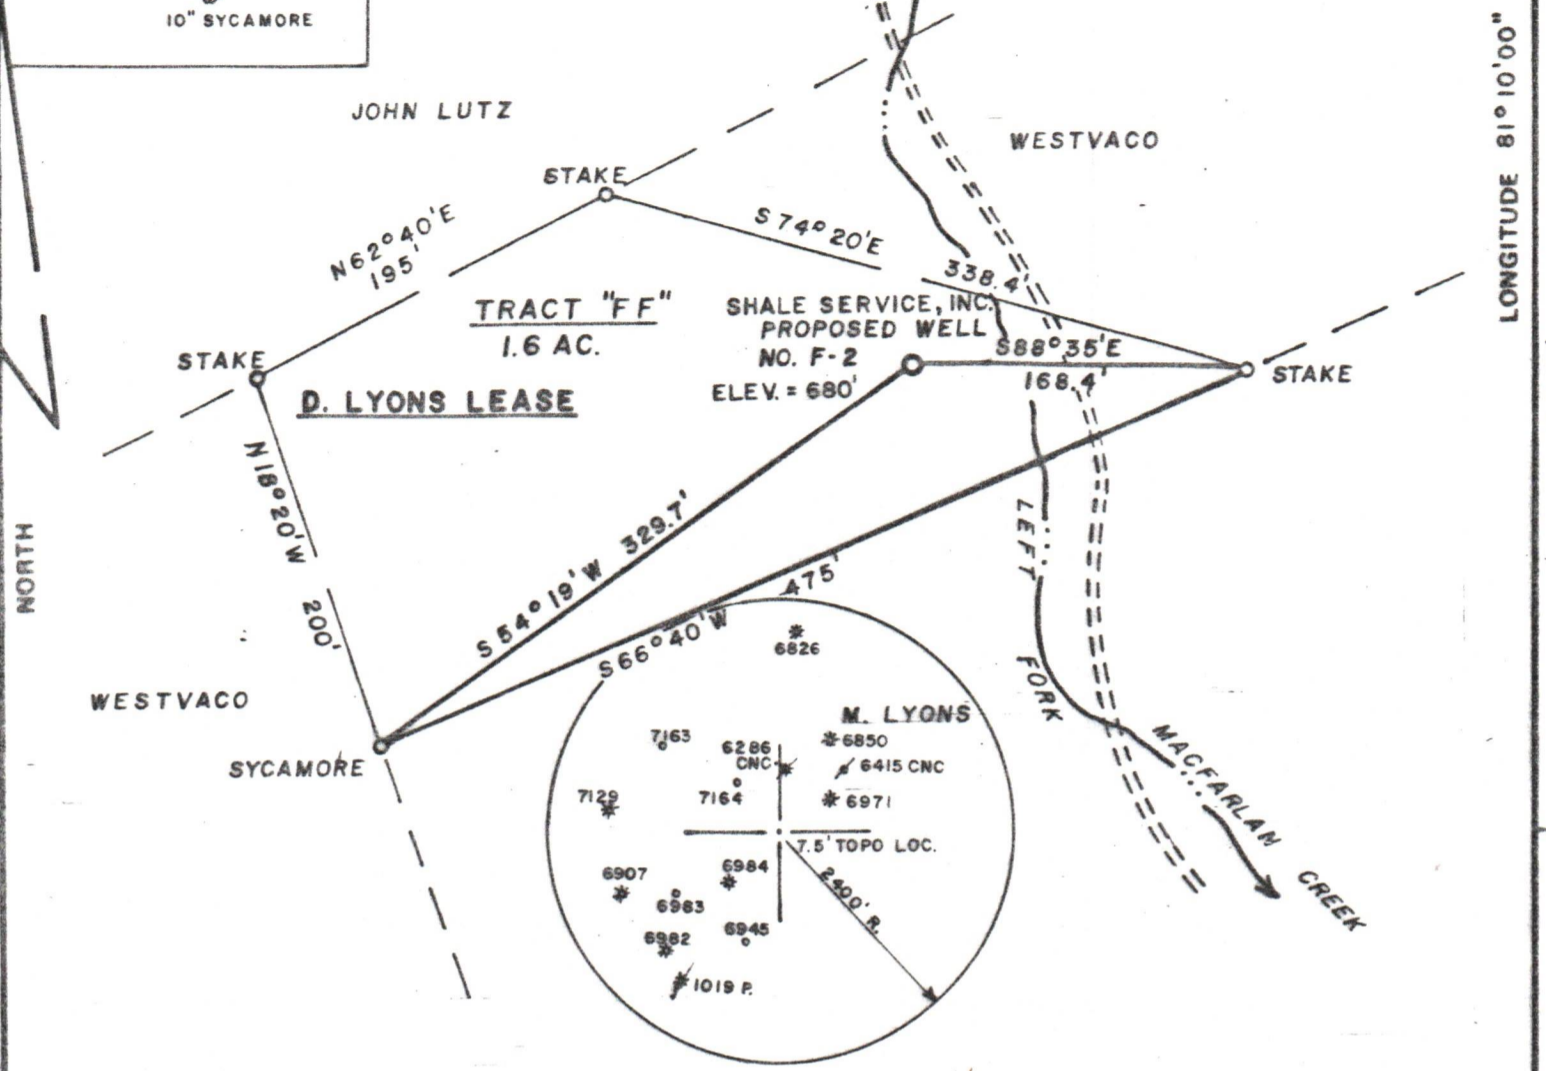 10" SYCAMORE
JOHN LUTZ
WESTVACO
LONGITUDE 81°10'00"
STAKE
N62°40'E
195'
S74°20'E
338.4'
TRACT "FF"
1.6 AC.
D. LYONS LEASE
SHALE SERVICE, INC.
PROPOSED WELL
NO. F-2
ELEV. = 680'
S88°35'E
168.4'
STAKE
STAKE
N18°20'W 200'
NORTH
S54°19'W 329.7'
S66°40'W 475'
LEFT FORK MACFARLAM CREEK
WESTVACO
SYCAMORE
6826
M. LYONS
7163
6286
CNC
6850
6415 CNC
7129
7164
6971
7.5' TOPO LOC.
2400' R.
6907
6984
6983
6982
6945
1019 P.